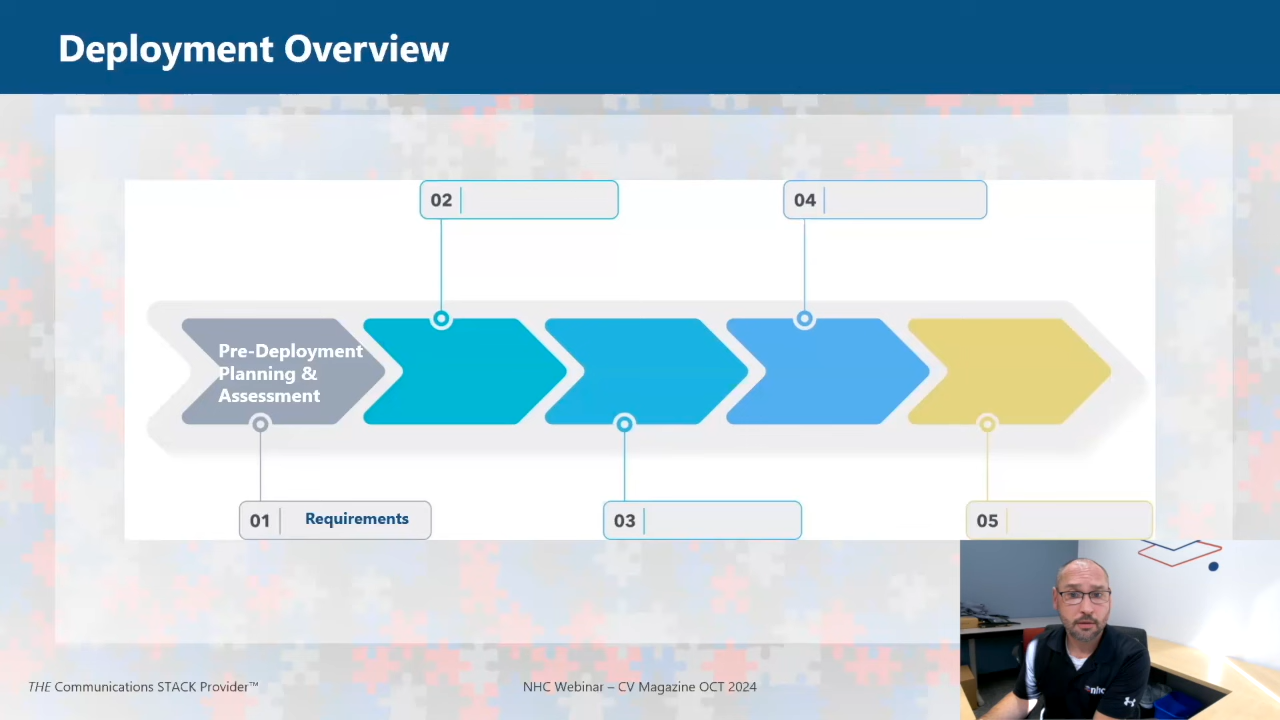 Deployment Overview
02
04
Pre-Deployment
Planning &
Assessment
01 Requirements
03
05
nhc
THE Communications STACK Provider™
NHC Webinar – CV Magazine OCT 2024